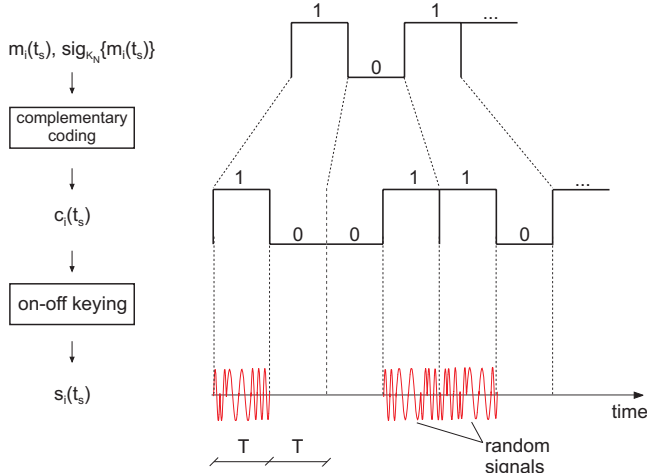 1 1 ...
m_i(t_s), sig_{K_N}{m_i(t_s)}
0
complementary
coding
1 1 1 ...
c_i(t_s)
0 0 0
on-off keying
s_i(t_s)
time
T T
random
signals